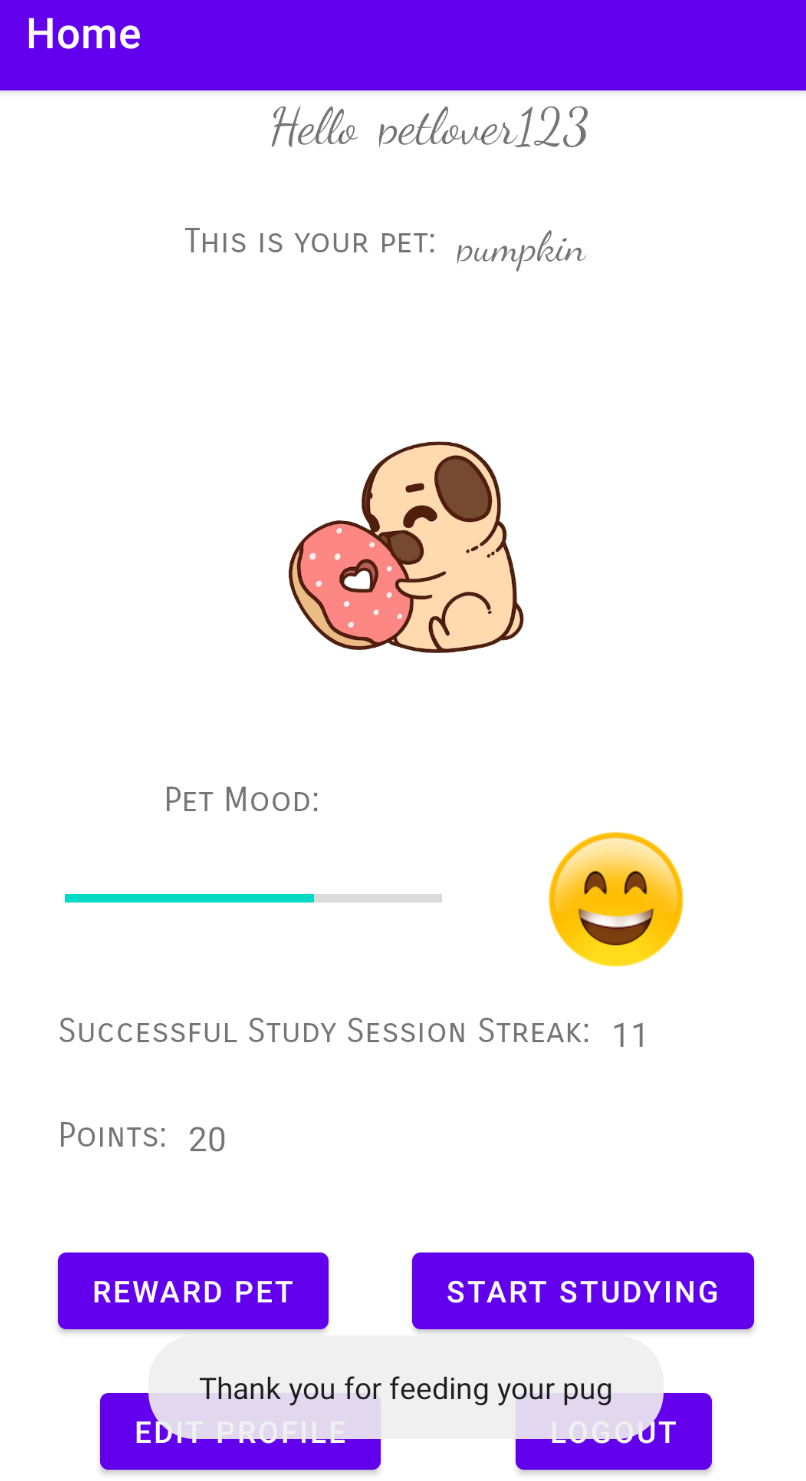 Home
Hello petlover123
This is your pet: pumpkin
Pet Mood:
Successful Study Session Streak: 11
Points: 20
REWARD PET START STUDYING
Thank you for feeding your pug
EDIT PROFILE LOGOUT